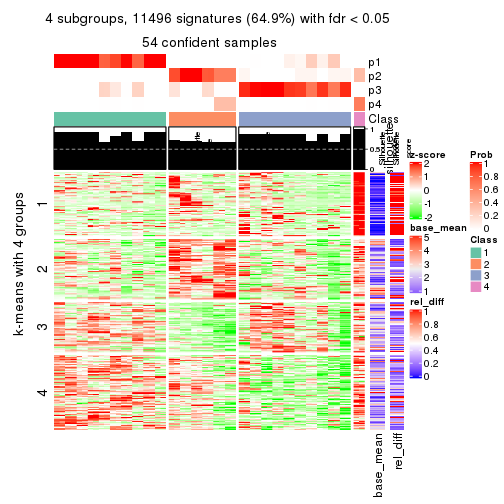 4 subgroups, 11496 signatures (64.9%) with fdr < 0.05
54 confident samples
p1
p2
p3
p4
Class
1
0.5
0
silhouette
k-means with 4 groups
1
2
3
4
base_mean
rel_diff
z-score
2
1
0
-1
-2
base_mean
5
4
3
2
1
rel_diff
1
0.8
0.6
0.4
0.2
0
Prob
1
0.8
0.6
0.4
0.2
0
Class
1
2
3
4